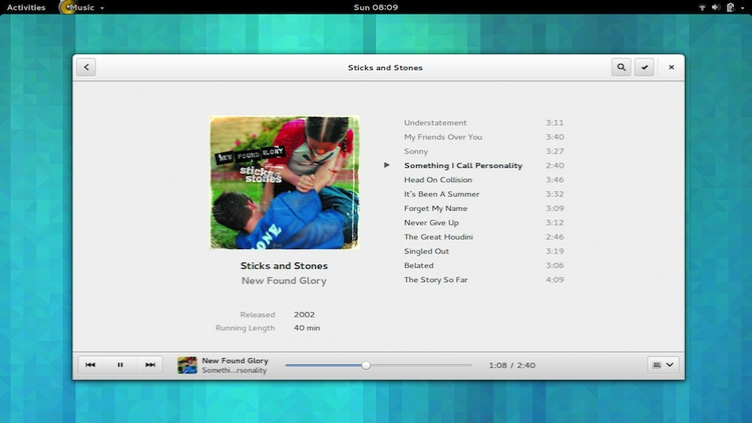 Activities
Music
Sun 08:09
Sticks and Stones
NEW FOUND GLORY
sticks and
stones
ONE
Sticks and Stones
New Found Glory
Released 2002
Running Length 40 min
Understatement 3:11
My Friends Over You 3:40
Sonny 3:27
Something I Call Personality 2:40
Head On Collision 3:46
It's Been A Summer 3:32
Forget My Name 3:09
Never Give Up 3:12
The Great Houdini 2:46
Singled Out 3:19
Belated 3:06
The Story So Far 4:09
New Found Glory
Somethi...rsonality
1:08 / 2:40